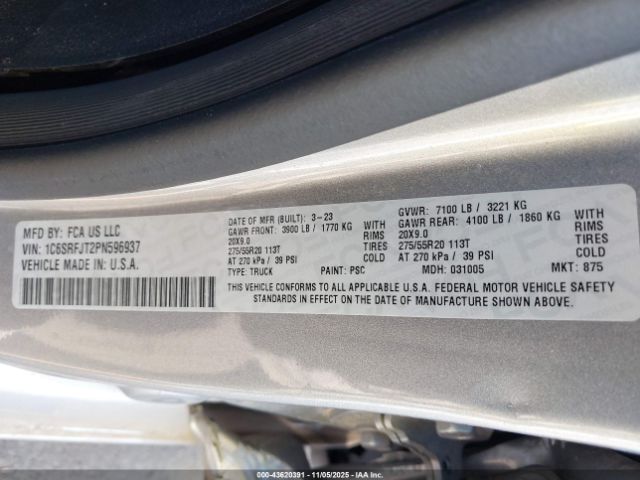 MFD BY: FCA US LLC
VIN: 1C6SRFJT2PN596937
VEHICLE MADE IN U.S.A.
DATE OF MFR (BUILT): 3-23
GAWR FRONT: 3900 LB / 1770 KG WITH
20X9.0 RIMS
275/55R20 113T TIRES
AT 270 kPa / 39 PSI COLD
TYPE: TRUCK PAINT: PSC
GVWR: 7100 LB / 3221 KG
GAWR REAR: 4100 LB / 1860 KG WITH
20X9.0 RIMS
275/55R20 113T TIRES
AT 270 kPa / 39 PSI COLD
MDH: 031005 MKT: 875
THIS VEHICLE CONFORMS TO ALL APPLICABLE U.S.A. FEDERAL MOTOR VEHICLE SAFETY
STANDARDS IN EFFECT ON THE DATE OF MANUFACTURE SHOWN ABOVE.
000-43620391 - 11/05/2025 - IAAI INC.